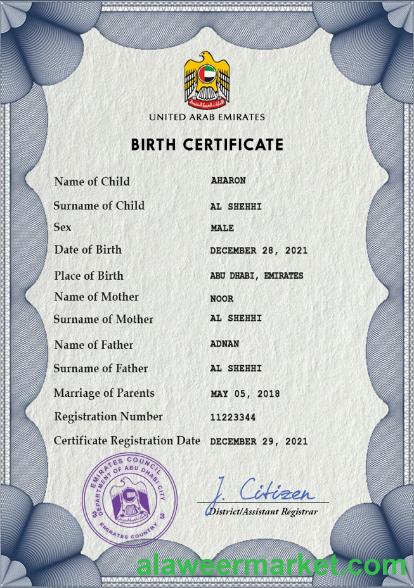 UNITED ARAB EMIRATES
BIRTH CERTIFICATE
Name of Child AHARON
Surname of Child AL SHEHHI
Sex MALE
Date of Birth DECEMBER 28, 2021
Place of Birth ABU DHABI, EMIRATES
Name of Mother NOOR
Surname of Mother AL SHEHHI
Name of Father ADNAN
Surname of Father AL SHEHHI
Marriage of Parents MAY 05, 2018
Registration Number 11223344
Certificate Registration Date DECEMBER 29, 2021
EMIRATES COUNCIL
DEPARTMENT OF ABU DHABI CITY
EMIRATES COUNTRY
J. Citizen
District/Assistant Registrar
alaweermarket.com